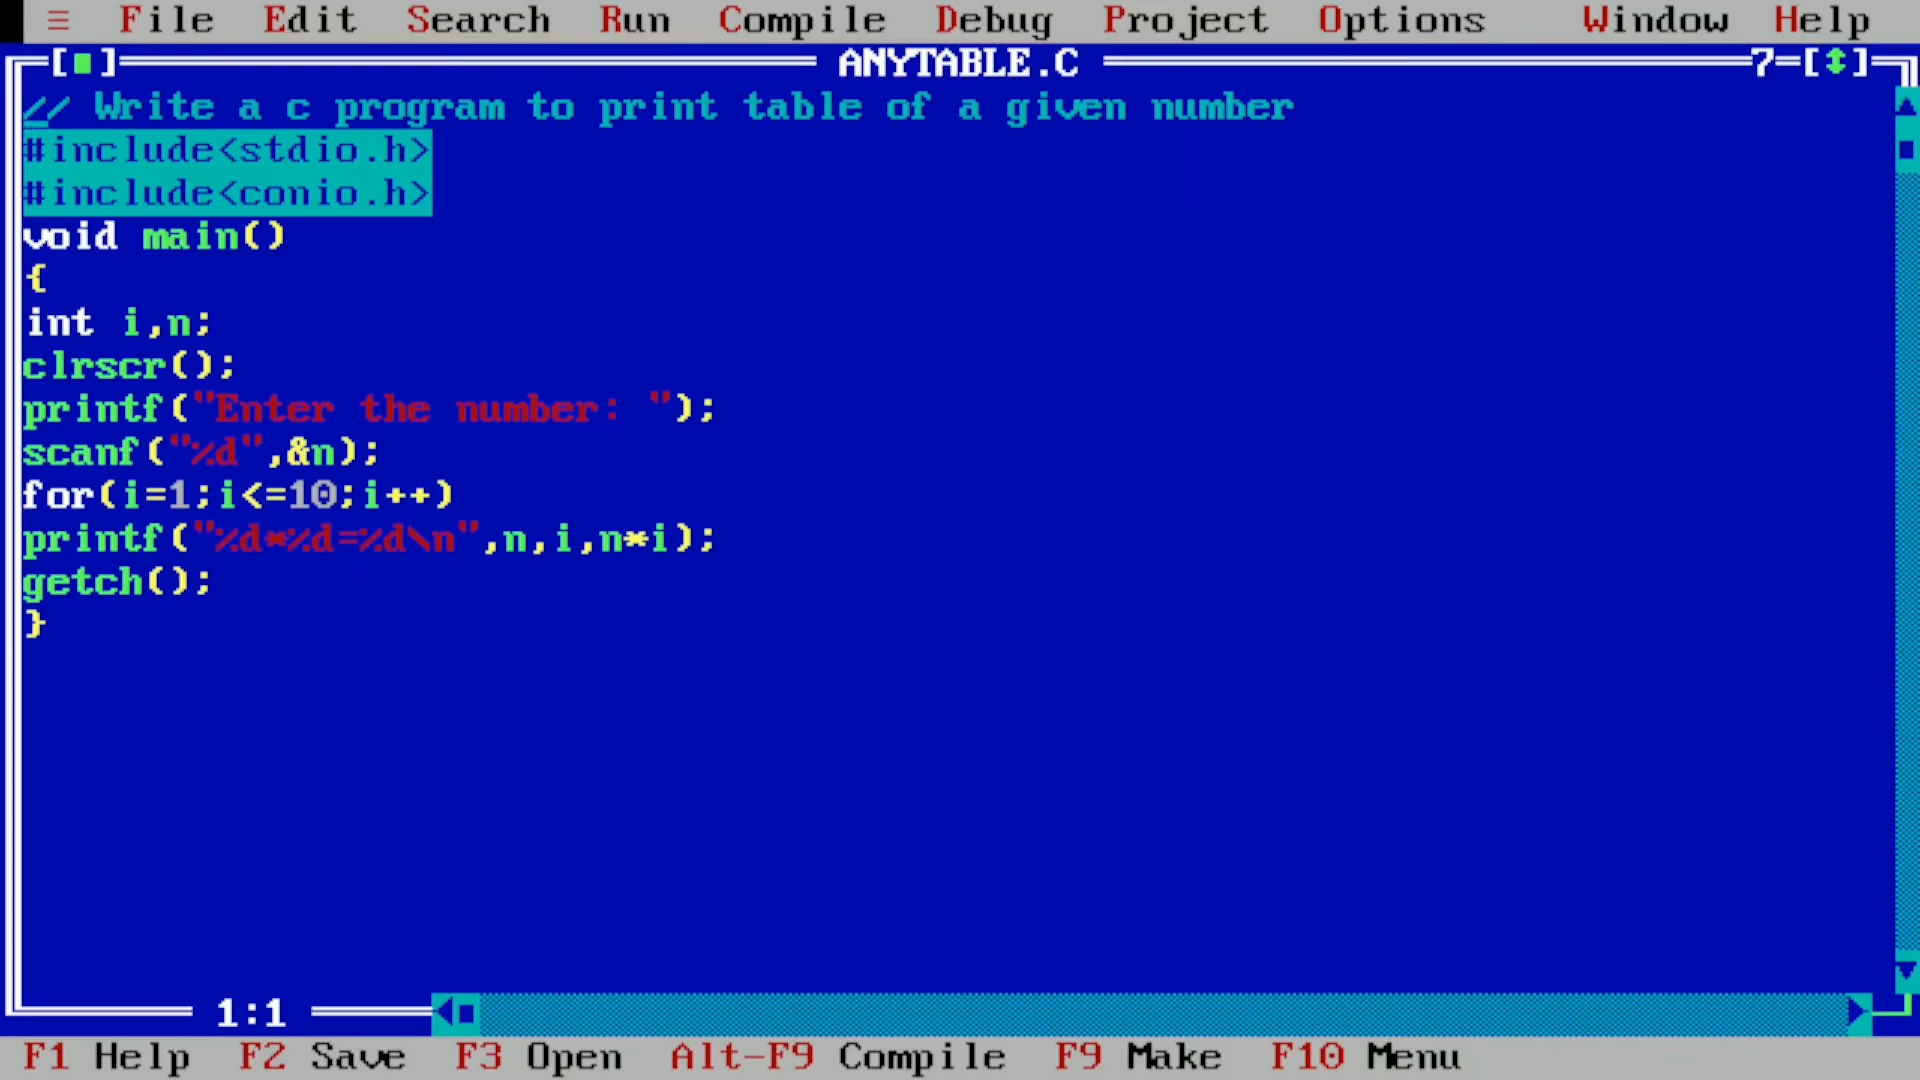 ≡ File Edit Search Run Compile Debug Project Options Window Help
[■] ANYTABLE.C 7=[↕]
// Write a c program to print table of a given number
#include<stdio.h>
#include<conio.h>
void main()
{
int i,n;
clrscr();
printf("Enter the number: ");
scanf("%d",&n);
for(i=1;i<=10;i++)
printf("%d*%d=%d\n",n,i,n*i);
getch();
}
1:1
F1 Help F2 Save F3 Open Alt-F9 Compile F9 Make F10 Menu